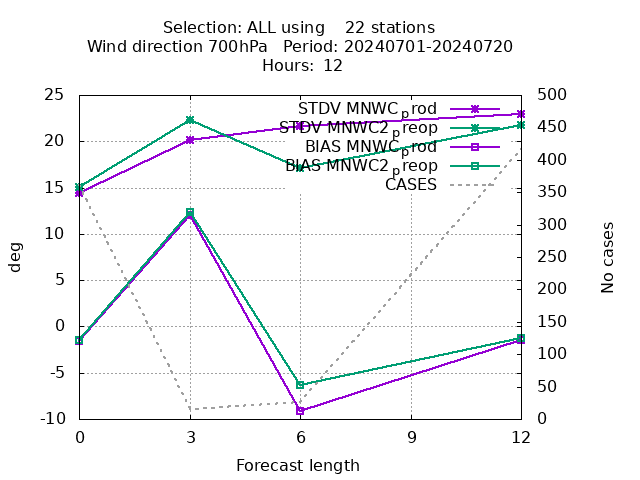 Selection: ALL using    22 stations
Wind direction 700hPa   Period: 20240701-20240720
Hours:  12
STDV MNWC_prod
STDV MNWC2_preop
BIAS MNWC_prod
BIAS MNWC2_preop
CASES
25
20
15
10
5
0
-5
-10
deg
500
450
400
350
300
250
200
150
100
50
0
No cases
0 3 6 9 12
Forecast length